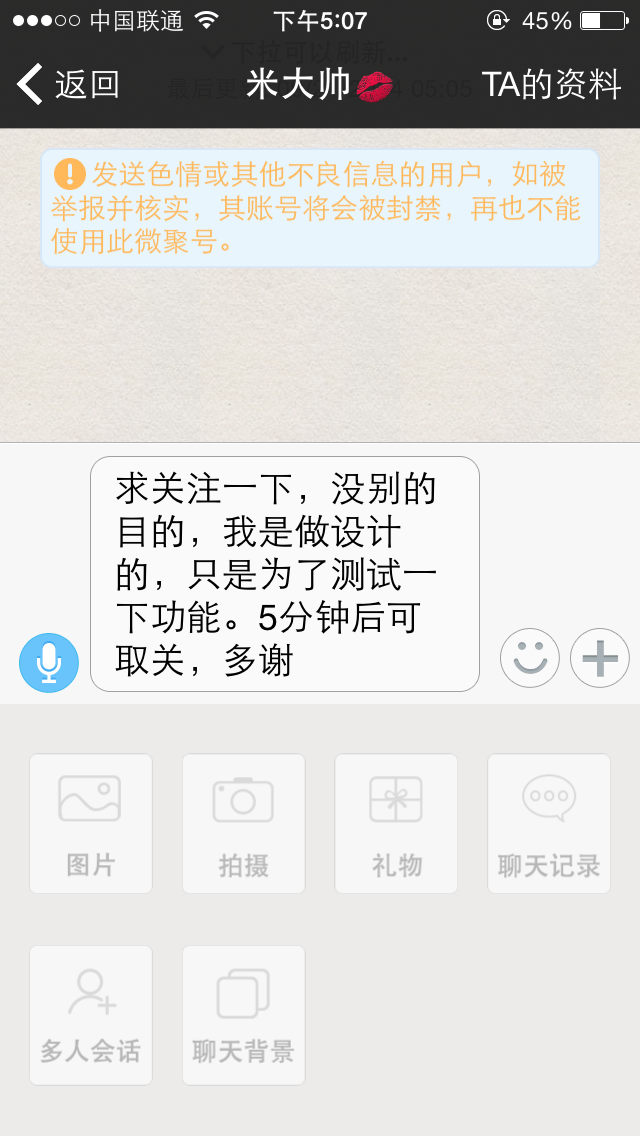 中国联通 下午5:07 45%
下拉可以刷新...
返回 米大帅 TA的资料
05:05
发送色情或其他不良信息的用户，如被
举报并核实，其账号将会被封禁，再也不能
使用此微聚号。
求关注一下，没别的
目的，我是做设计
的，只是为了测试一
下功能。5分钟后可
取关，多谢
图片 拍摄 礼物 聊天记录
多人会话 聊天背景